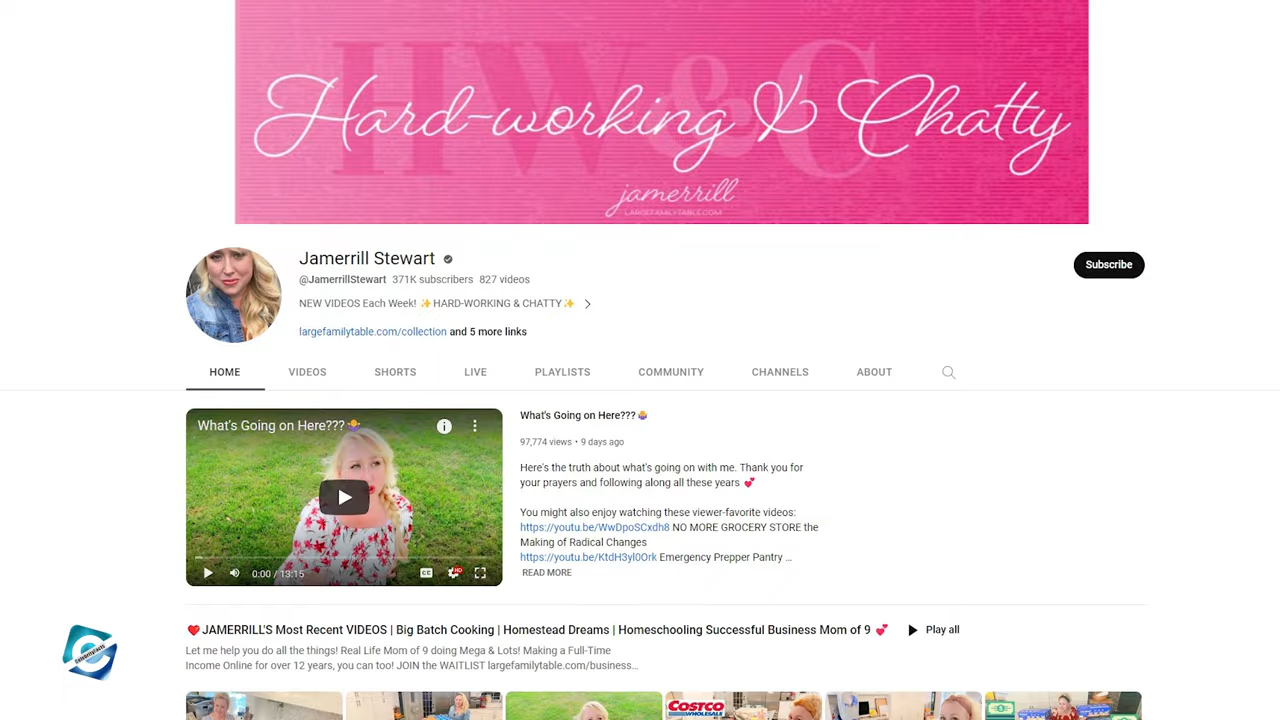 HW&C
Hard-working & Chatty
jamerrill
LARGEFAMILYTABLE.COM
Jamerrill Stewart
@JamerrillStewart 371K subscribers 827 videos
Subscribe
NEW VIDEOS Each Week! ✨HARD-WORKING & CHATTY✨
largefamilytable.com/collection and 5 more links
HOME VIDEOS SHORTS LIVE PLAYLISTS COMMUNITY CHANNELS ABOUT
What's Going on Here???🤷‍♀️
0:00 / 13:15
CC
HD
What's Going on Here???🤷‍♀️
97,774 views • 9 days ago
Here's the truth about what's going on with me. Thank you for
your prayers and following along all these years 💕
You might also enjoy watching these viewer-favorite videos:
https://youtu.be/WwDpoSCxdh8 NO MORE GROCERY STORE the
Making of Radical Changes
https://youtu.be/KtdH3yl0Ork Emergency Prepper Pantry ...
READ MORE
❤️JAMERRILL'S Most Recent VIDEOS | Big Batch Cooking | Homestead Dreams | Homeschooling Successful Business Mom of 9 💕 Play all
Let me help you do all the things! Real Life Mom of 9 doing Mega & Lots! Making a Full-Time
Income Online for over 12 years, you can too! JOIN the WAITLIST largefamilytable.com/business...
COSTCO
WHOLESALE